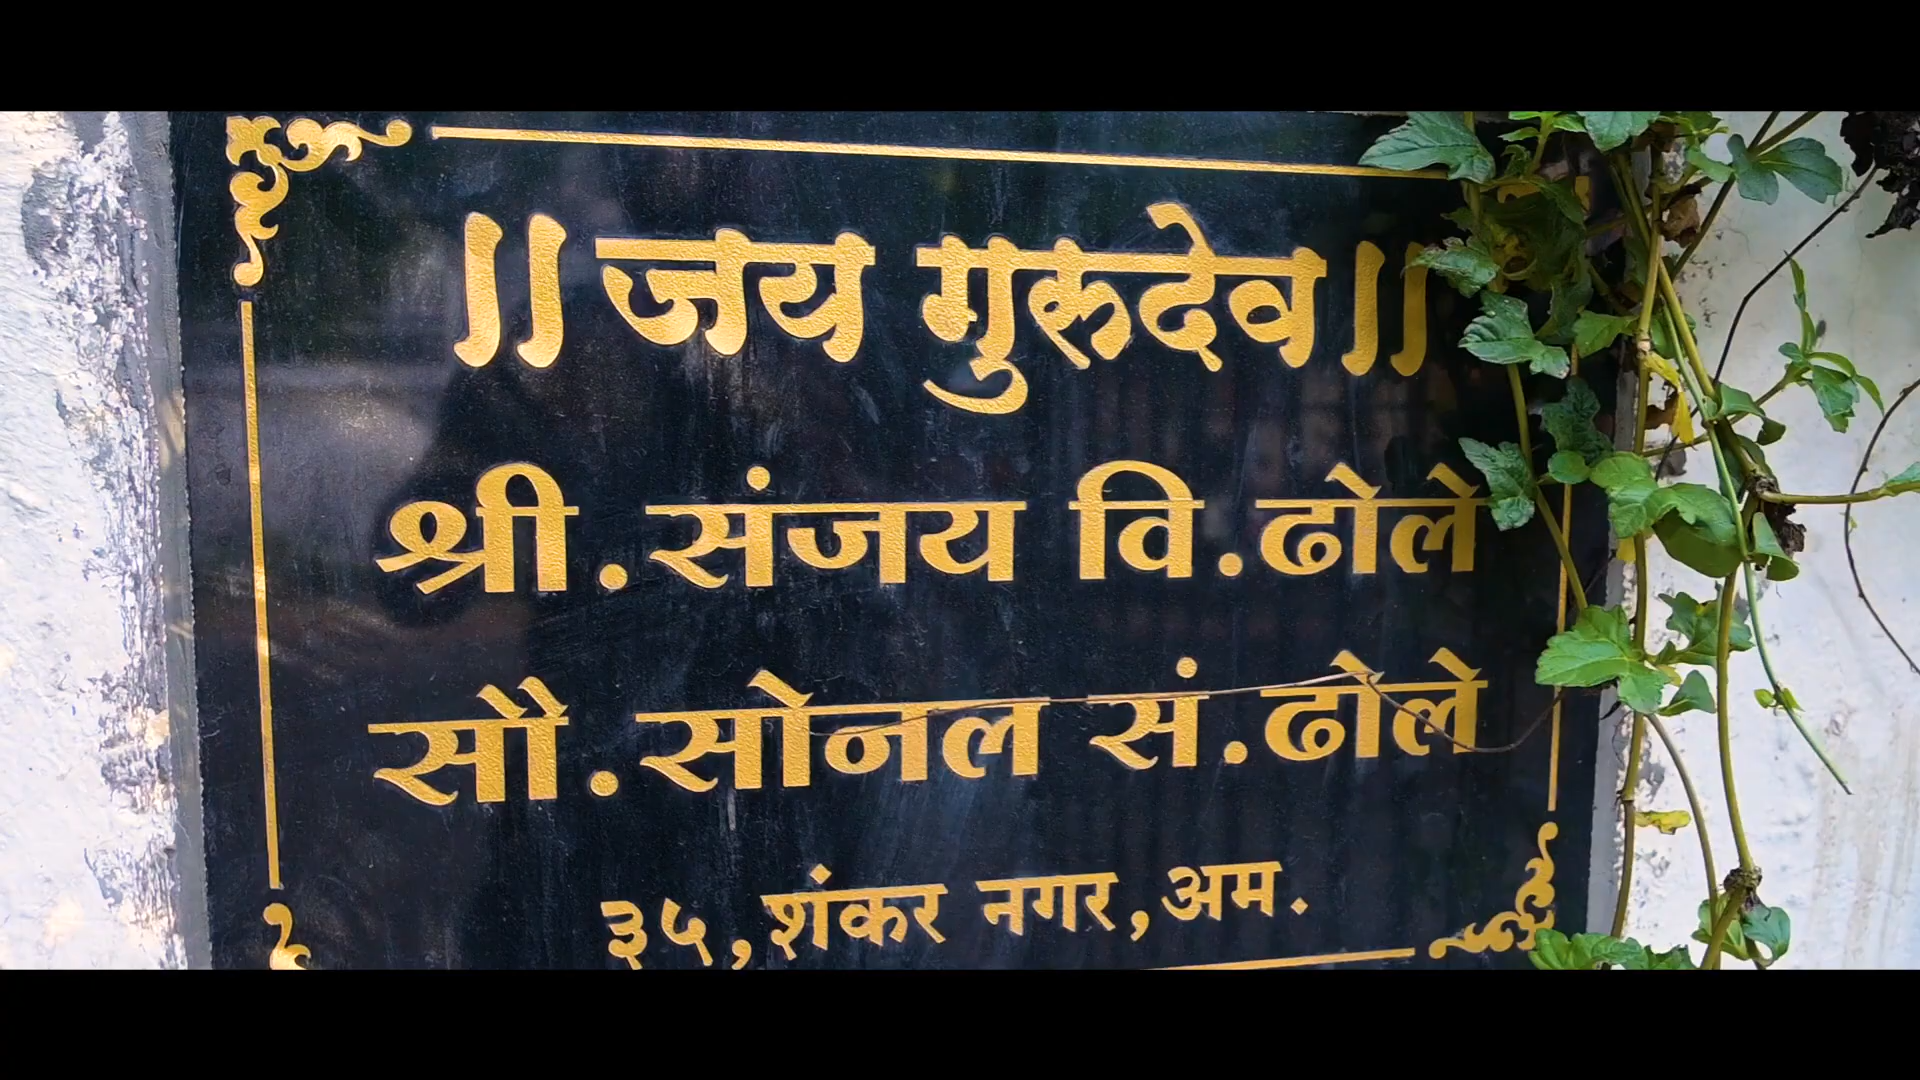 ॥ जय गुरुदेव ॥
श्री. संजय वि. ढोले
सौ. सोनल सं. ढोले
३५, शंकर नगर, अम.